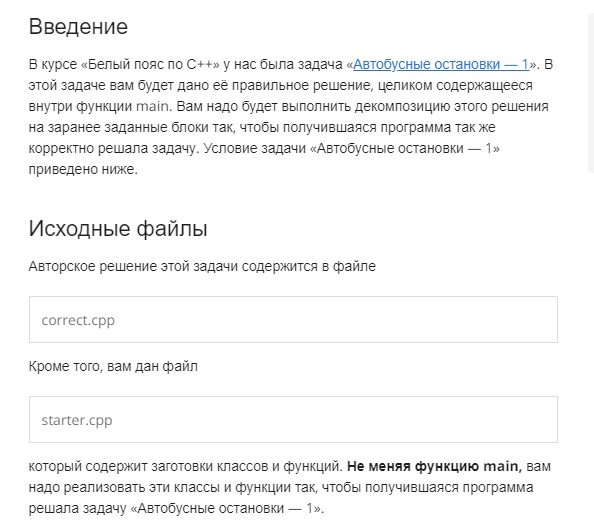 Введение
В курсе «Белый пояс по С++» у нас была задача «Автобусные остановки — 1». В
этой задаче вам будет дано её правильное решение, целиком содержащееся
внутри функции main. Вам надо будет выполнить декомпозицию этого решения
на заранее заданные блоки так, чтобы получившаяся программа так же
корректно решала задачу. Условие задачи «Автобусные остановки — 1»
приведено ниже.
Исходные файлы
Авторское решение этой задачи содержится в файле
correct.cpp
Кроме того, вам дан файл
starter.cpp
который содержит заготовки классов и функций. Не меняя функцию main, вам
надо реализовать эти классы и функции так, чтобы получившаяся программа
решала задачу «Автобусные остановки — 1».